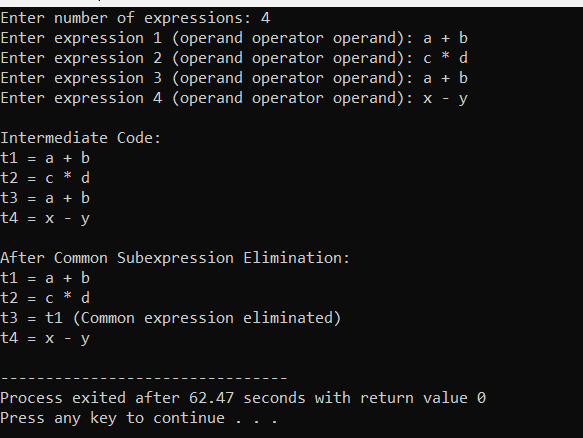 Enter number of expressions: 4
Enter expression 1 (operand operator operand): a + b
Enter expression 2 (operand operator operand): c * d
Enter expression 3 (operand operator operand): a + b
Enter expression 4 (operand operator operand): x - y
Intermediate Code:
t1 = a + b
t2 = c * d
t3 = a + b
t4 = x - y
After Common Subexpression Elimination:
t1 = a + b
t2 = c * d
t3 = t1 (Common expression eliminated)
t4 = x - y
--------------------------------
Process exited after 62.47 seconds with return value 0
Press any key to continue . . .